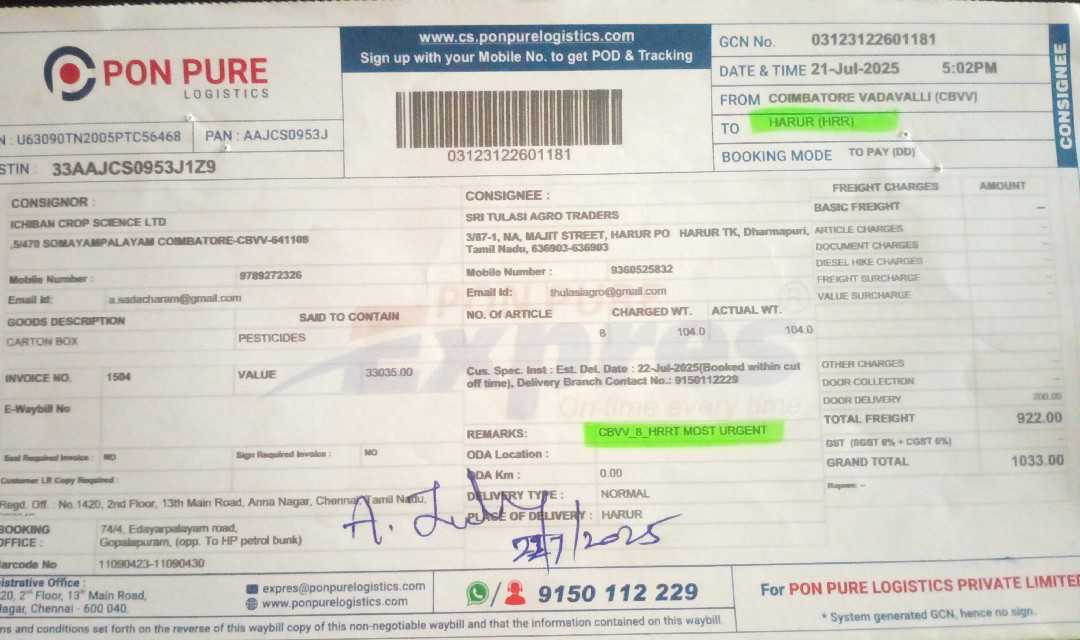 PON PURE
LOGISTICS
www.cs.ponpurelogistics.com
Sign up with your Mobile No. to get POD & Tracking
03123122601181
GCN No. 03123122601181
DATE & TIME 21-Jul-2025 5:02PM
FROM COIMBATORE VADAVALLI (CBVV)
TO HARUR (HRR)
BOOKING MODE TO PAY (DD)
CONSIGNEE
N : U63090TN2005PTC56468 PAN : AAJCS0953J
STIN : 33AAJCS0953J1Z9
CONSIGNOR :
ICHIBAN CROP SCIENCE LTD
,5/470 SOMAYAMPALAYAM COIMBATORE-CBVV-641108
Mobile Number : 9789272326
Email id: a.sadacharam@gmail.com
CONSIGNEE :
SRI TULASI AGRO TRADERS
3/87-1, NA, MAJIT STREET, HARUR PO HARUR TK, Dharmapuri,
Tamil Nadu, 636903-636903
Mobile Number : 9360525832
Email Id: thulasiagro@gmail.com
FREIGHT CHARGES AMOUNT
BASIC FREIGHT –
ARTICLE CHARGES
DOCUMENT CHARGES
DIESEL HIKE CHARGES
FREIGHT SURCHARGE
VALUE SURCHARGE
GOODS DESCRIPTION SAID TO CONTAIN
CARTON BOX PESTICIDES
NO. Of ARTICLE CHARGED WT. ACTUAL WT.
8 104.0 104.0
INVOICE NO. 1504 VALUE 33035.00
E-Waybill No
Cus. Spec. Inst : Est. Del. Date : 22-Jul-2025(Booked within cut
off time), Delivery Branch Contact No.: 9150112229
PON PURE
Expres
On time every time
®
OTHER CHARGES
DOOR COLLECTION
DOOR DELIVERY 200.00
TOTAL FREIGHT 922.00
GST (SGST 6% + CGST 6%)
GRAND TOTAL 1033.00
Rupees: –
REMARKS: CBVV_8_HRRT MOST URGENT
ODA Location :
ODA Km : 0.00
DELIVERY TYPE : NORMAL
PLACE OF DELIVERY : HARUR
Seal Required Invoice : NO Sign Required Invoice : NO
Customer LR Copy Required :
Regd. Off. No.1420, 2nd Floor, 13th Main Road, Anna Nagar, Chennai, Tamil Nadu,
BOOKING
OFFICE :
74/4, Edayarpalayam road,
Gopalapuram, (opp. To HP petrol bunk)
arcode No 11090423-11090430
A.
7/2025
istrative Office :
20, 2nd Floor, 13th Main Road,
Nagar, Chennai - 600 040.
expres@ponpurelogistics.com
www.ponpurelogistics.com
9150 112 229
For PON PURE LOGISTICS PRIVATE LIMITE
* System generated GCN, hence no sign.
ns and conditions set forth on the reverse of this waybill copy of this non-negotiable waybill and that the information contained on this waybill.